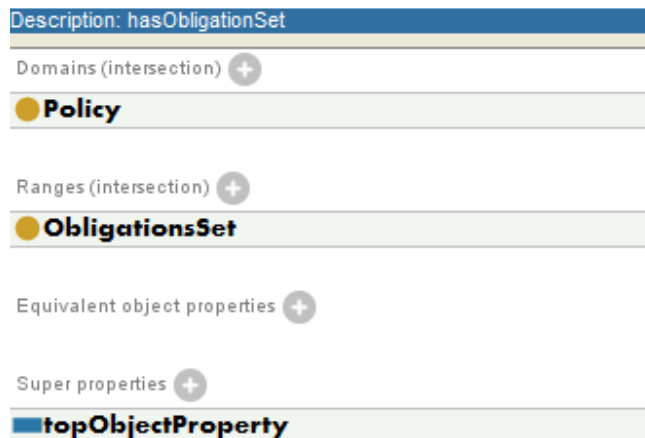 Description: hasObligationSet
Domains (intersection)
Policy
Ranges (intersection)
ObligationsSet
Equivalent object properties
Super properties
topObjectProperty